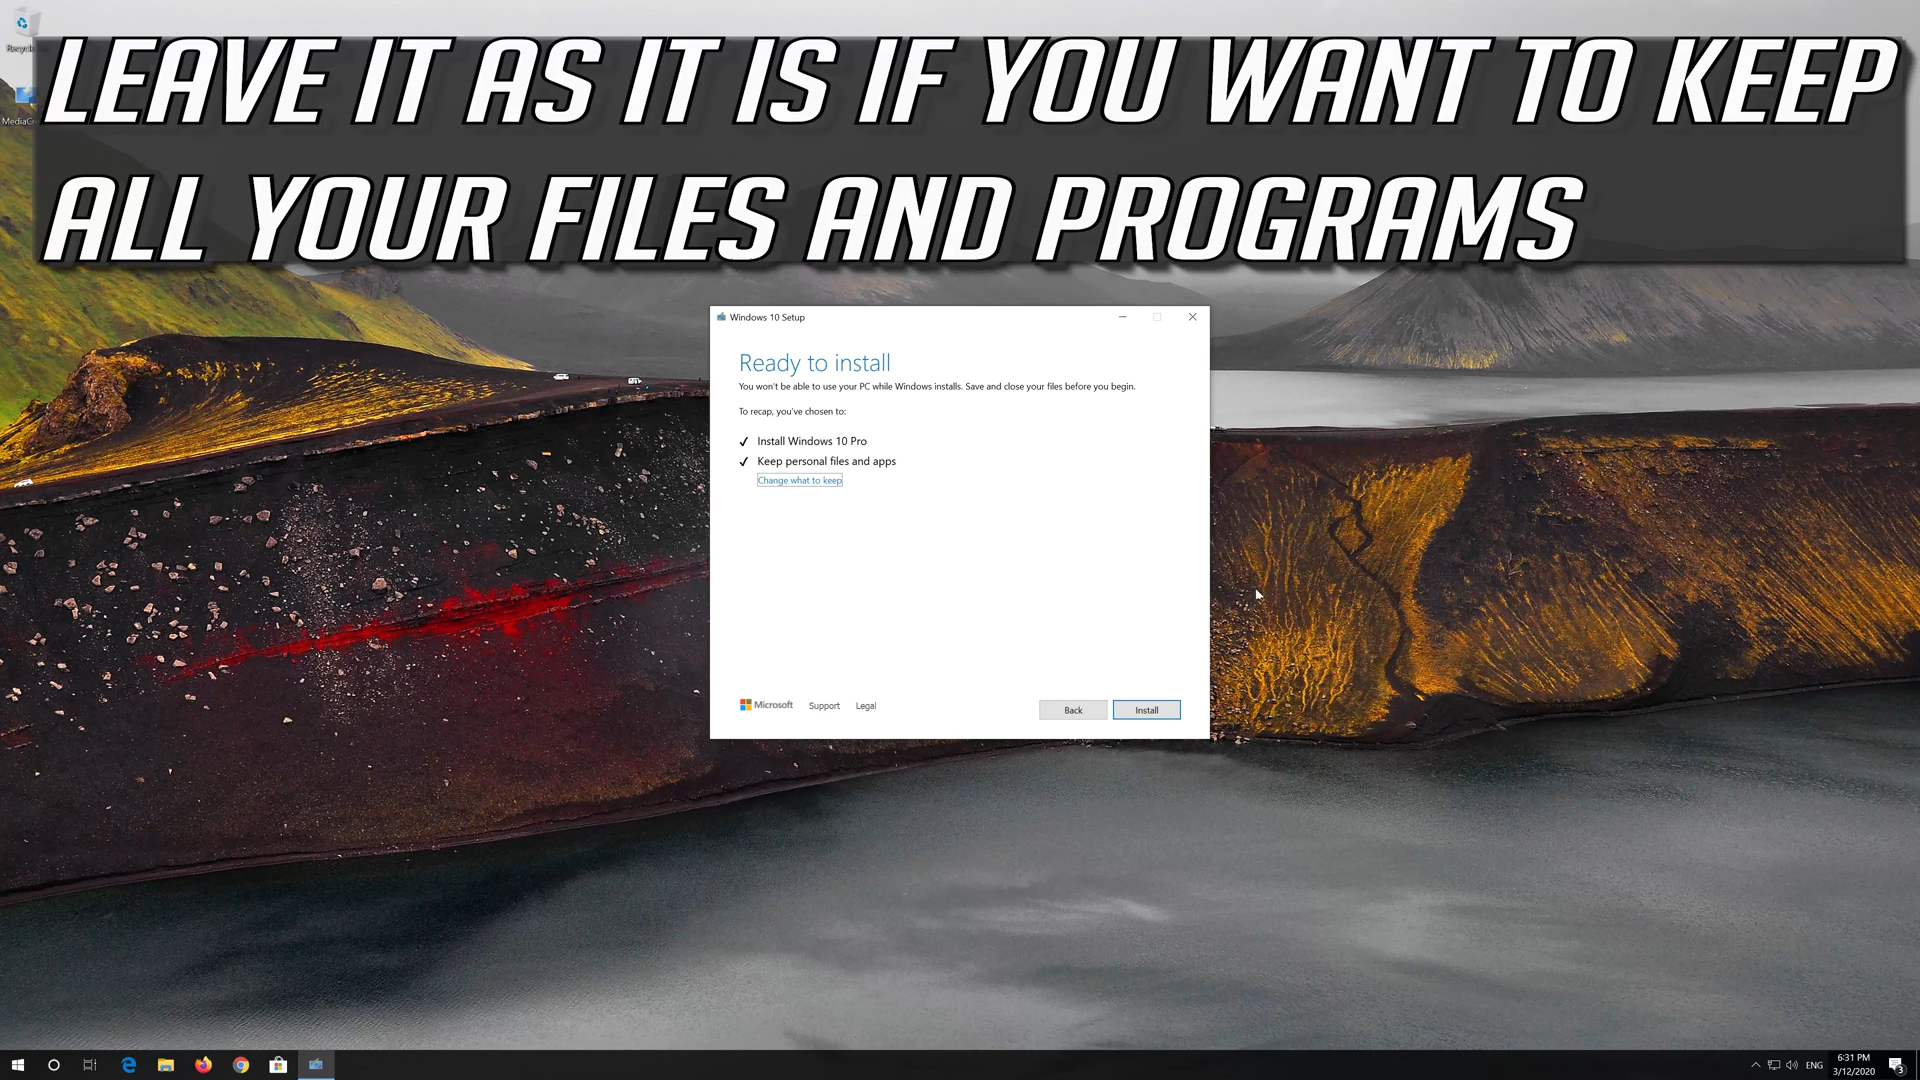 LEAVE IT AS IT IS IF YOU WANT TO KEEP
ALL YOUR FILES AND PROGRAMS
Windows 10 Setup
Ready to install
You won't be able to use your PC while Windows installs. Save and close your files before you begin.
To recap, you've chosen to:
Install Windows 10 Pro
Keep personal files and apps
Change what to keep
Microsoft Support Legal
Back Install
ENG
6:31 PM
3/12/2020
3